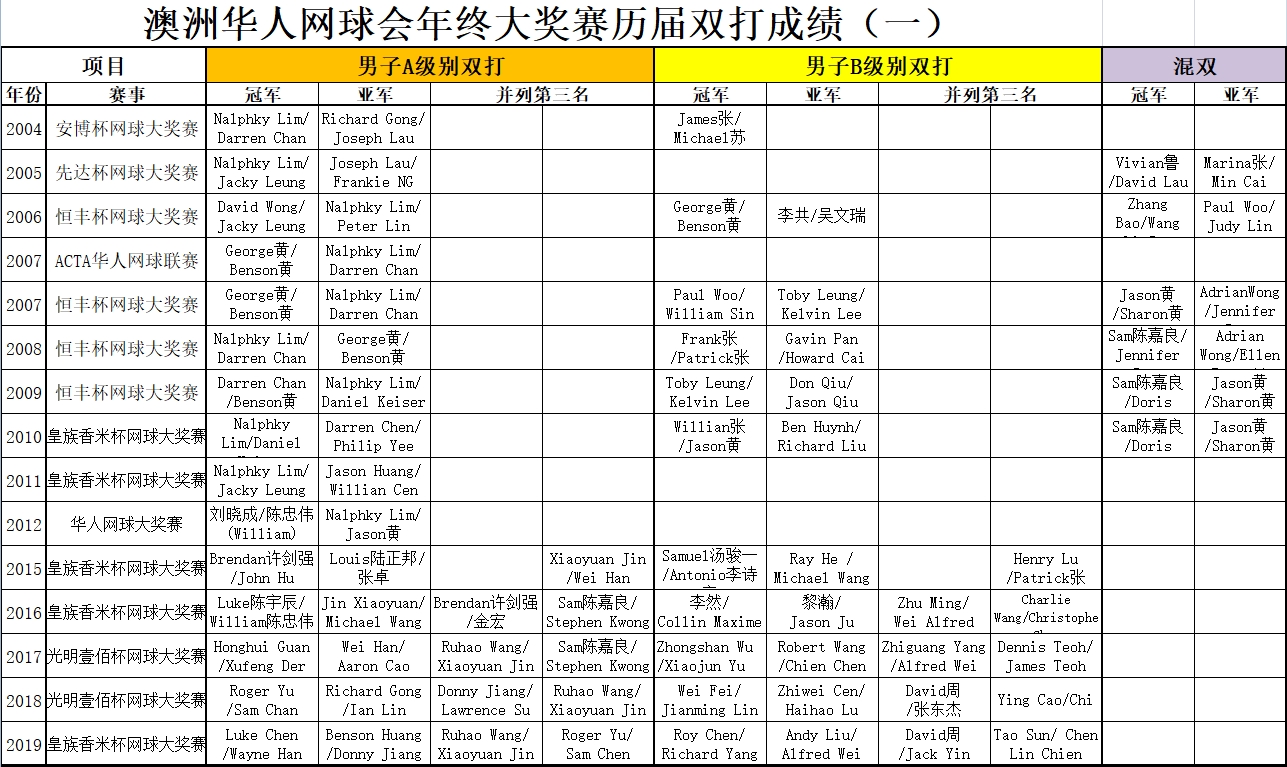 澳洲华人网球会年终大奖赛历届双打成绩（一）
项目 男子A级别双打 男子B级别双打 混双
年份 赛事 冠军 亚军 并列第三名 冠军 亚军 并列第三名 冠军 亚军
2004 安博杯网球大奖赛 Nalphky Lim/ Darren Chan Richard Gong/ Joseph Lau James张/ Michael苏
2005 先达杯网球大奖赛 Nalphky Lim/ Jacky Leung Joseph Lau/ Frankie NG Vivian鲁 /David Lau Marina张/ Min Cai
2006 恒丰杯网球大奖赛 David Wong/ Jacky Leung Nalphky Lim/ Peter Lin George黄/ Benson黄 李共/吴文瑞 Zhang Bao/Wang Paul Woo/ Judy Lin
2007 ACTA华人网球联赛 George黄/ Benson黄 Nalphky Lim/ Darren Chan
2007 恒丰杯网球大奖赛 George黄/ Benson黄 Nalphky Lim/ Darren Chan Paul Woo/ William Sin Toby Leung/ Kelvin Lee Jason黄 /Sharon黄 AdrianWong /Jennifer
2008 恒丰杯网球大奖赛 Nalphky Lim/ Darren Chan George黄/ Benson黄 Frank张 /Patrick张 Gavin Pan /Howard Cai Sam陈嘉良/ Jennifer Adrian Wong/Ellen
2009 恒丰杯网球大奖赛 Darren Chan /Benson黄 Nalphky Lim/ Daniel Keiser Toby Leung/ Kelvin Lee Don Qiu/ Jason Qiu Sam陈嘉良 /Doris Jason黄 /Sharon黄
2010 皇族香米杯网球大奖赛 Nalphky Lim/Daniel Darren Chen/ Philip Yee Willian张 /Jason黄 Ben Huynh/ Richard Liu Sam陈嘉良 /Doris Jason黄 /Sharon黄
2011 皇族香米杯网球大奖赛 Nalphky Lim/ Jacky Leung Jason Huang/ Willian Cen
2012 华人网球大奖赛 刘晓成/陈忠伟 (William) Nalphky Lim/ Jason黄
2015 皇族香米杯网球大奖赛 Brendan许剑强 /John Hu Louis陆正邦/ 张卓 Xiaoyuan Jin /Wei Han Samuel汤骏一 /Antonio李诗 Ray He / Michael Wang Henry Lu /Patrick张
2016 皇族香米杯网球大奖赛 Luke陈宇辰/ William陈忠伟 Jin Xiaoyuan/ Michael Wang Brendan许剑强 /金宏 Sam陈嘉良/ Stephen Kwong 李然/ Collin Maxime 黎瀚/ Jason Ju Zhu Ming/ Wei Alfred Charlie Wang/Christophe
2017 光明壹佰杯网球大奖赛 Honghui Guan /Xufeng Der Wei Han/ Aaron Cao Ruhao Wang/ Xiaoyuan Jin Sam陈嘉良/ Stephen Kwong Zhongshan Wu /Xiaojun Yu Robert Wang /Chien Chen Zhiguang Yang /Alfred Wei Dennis Teoh/ James Teoh
2018 光明壹佰杯网球大奖赛 Roger Yu /Sam Chan Richard Gong /Ian Lin Donny Jiang/ Lawrence Su Ruhao Wang/ Xiaoyuan Jin Wei Fei/ Jianming Lin Zhiwei Cen/ Haihao Lu David周 /张东杰 Ying Cao/Chi
2019 皇族香米杯网球大奖赛 Luke Chen /Wayne Han Benson Huang /Donny Jiang Ruhao Wang/ Xiaoyuan Jin Roger Yu/ Sam Chen Roy Chen/ Richard Yang Andy Liu/ Alfred Wei David周 /Jack Yin Tao Sun/ Chen Lin Chien